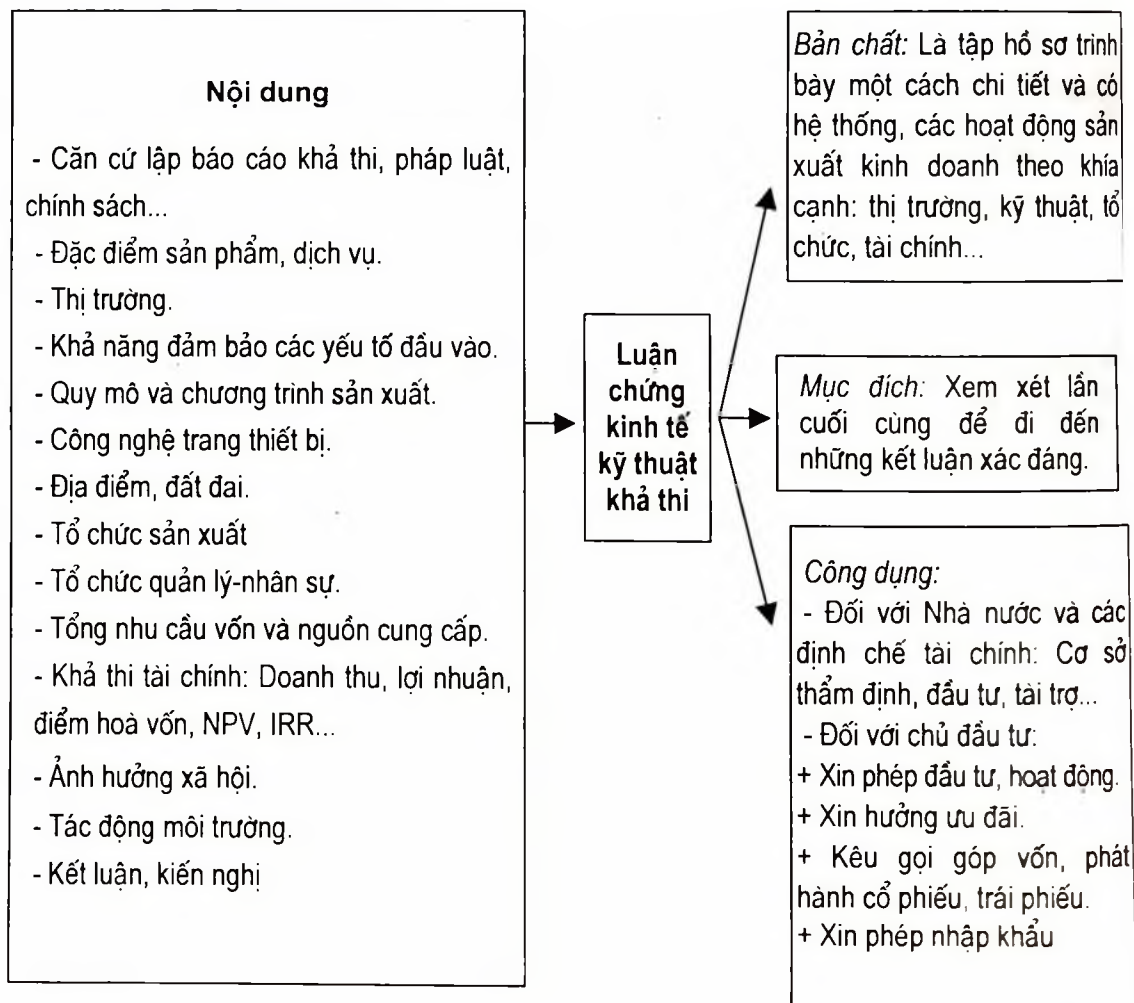 Nội dung
- Căn cứ lập báo cáo khả thi, pháp luật,
chính sách...
- Đặc điểm sản phẩm, dịch vụ.
- Thị trường.
- Khả năng đảm bảo các yếu tố đầu vào.
- Quy mô và chương trình sản xuất.
- Công nghệ trang thiết bị.
- Địa điểm, đất đai.
- Tổ chức sản xuất
- Tổ chức quản lý-nhân sự.
- Tổng nhu cầu vốn và nguồn cung cấp.
- Khả thi tài chính: Doanh thu, lợi nhuận,
điểm hoà vốn, NPV, IRR...
- Ảnh hưởng xã hội.
- Tác động môi trường.
- Kết luận, kiến nghị
Luận
chứng
kinh tế
kỹ thuật
khả thi
Bản chất: Là tập hồ sơ trình
bày một cách chi tiết và có
hệ thống, các hoạt động sản
xuất kinh doanh theo khía
cạnh: thị trường, kỹ thuật, tổ
chức, tài chính...
Mục đích: Xem xét lần
cuối cùng để đi đến
những kết luận xác đáng.
Công dụng:
- Đối với Nhà nước và các
định chế tài chính: Cơ sở
thẩm định, đầu tư, tài trợ...
- Đối với chủ đầu tư:
+ Xin phép đầu tư, hoạt động.
+ Xin hưởng ưu đãi.
+ Kêu gọi góp vốn, phát
hành cổ phiếu, trái phiếu.
+ Xin phép nhập khẩu